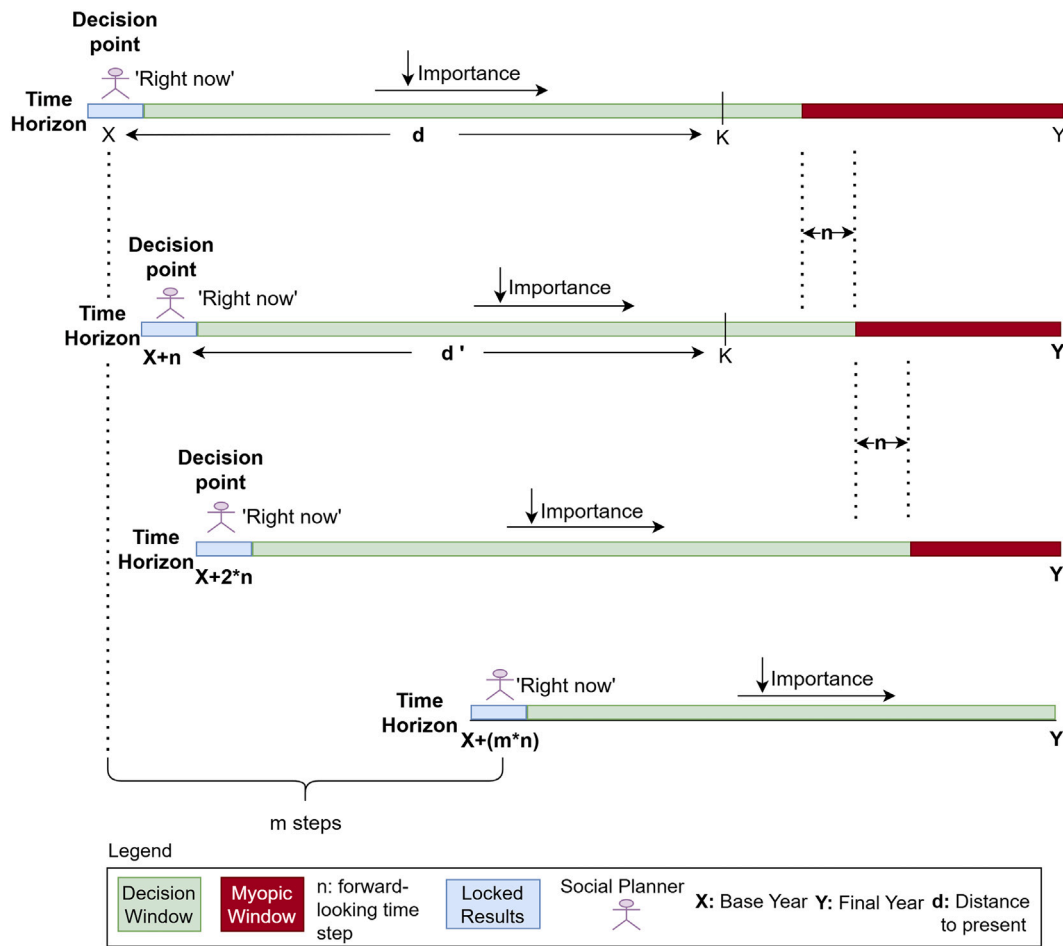 Decision
point
'Right now'
Importance
Time
Horizon
X
d
K
Y
n
Decision
point
'Right now'
Importance
Time
Horizon
X+n
d '
K
Y
n
Decision
point
'Right now'
Importance
Time
Horizon
X+2*n
Y
'Right now'
Importance
Time
Horizon
X+(m*n)
Y
m steps
Legend
Decision
Window
Myopic
Window
n: forward-
looking time
step
Locked
Results
Social Planner
X: Base Year
Y: Final Year
d: Distance
to present